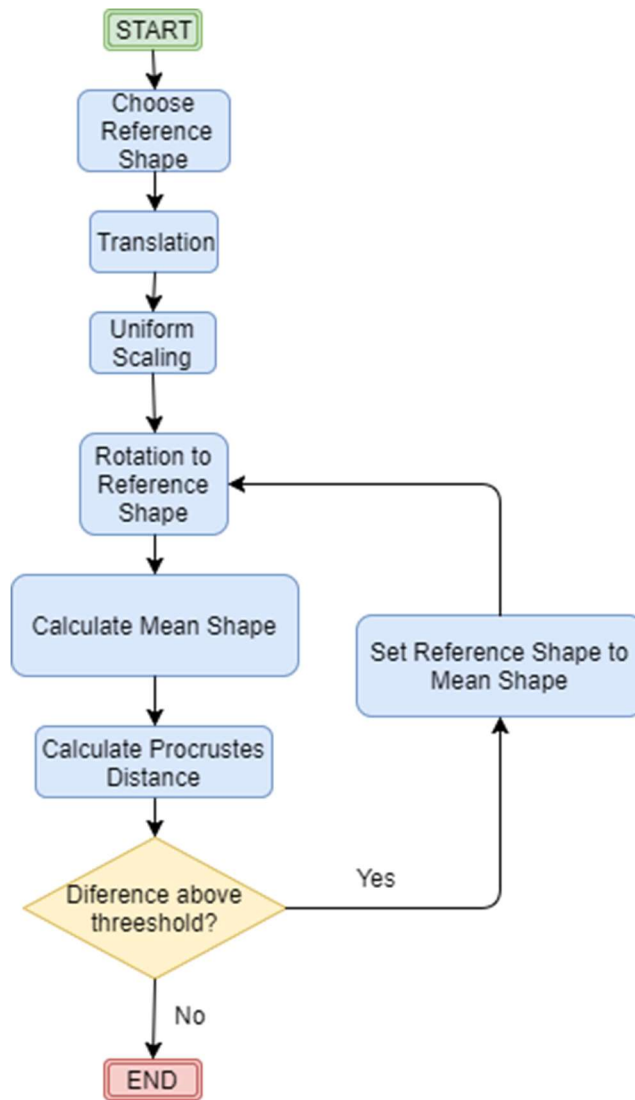 START
Choose
Reference
Shape
Translation
Uniform
Scaling
Rotation to
Reference
Shape
Calculate Mean Shape
Set Reference Shape to
Mean Shape
Calculate Procrustes
Distance
Diference above
threeshold?
Yes
No
END